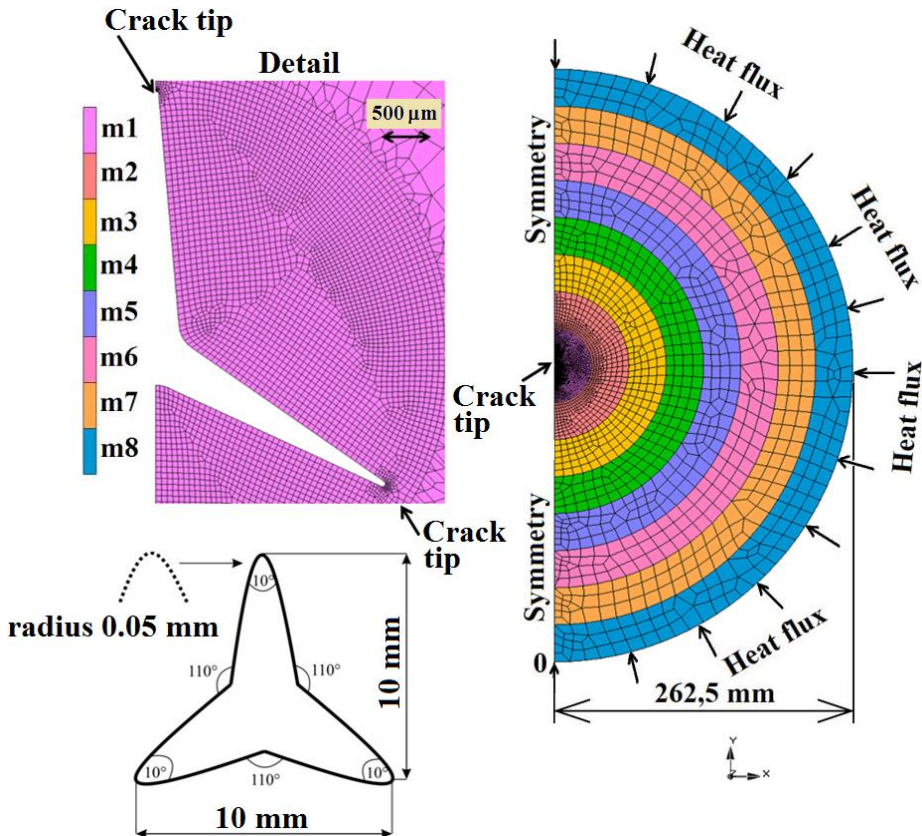 Crack tip
Detail
500 µm
m1
m2
m3
m4
m5
m6
m7
m8
Crack
tip
radius 0.05 mm
10°
110°
110°
10°
10°
110°
10 mm
10 mm
Heat flux
Heat flux
Heat flux
Heat flux
Symmetry
Crack
tip
Symmetry
0
262,5 mm
Y
Z
X